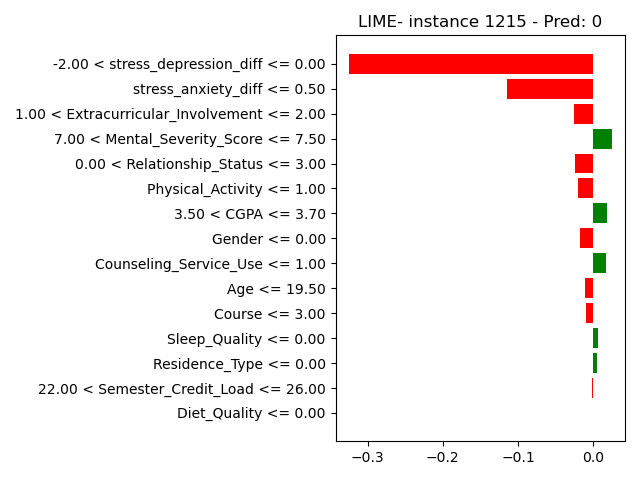 LIME- instance 1215 - Pred: 0
-2.00 < stress_depression_diff <= 0.00
stress_anxiety_diff <= 0.50
1.00 < Extracurricular_Involvement <= 2.00
7.00 < Mental_Severity_Score <= 7.50
0.00 < Relationship_Status <= 3.00
Physical_Activity <= 1.00
3.50 < CGPA <= 3.70
Gender <= 0.00
Counseling_Service_Use <= 1.00
Age <= 19.50
Course <= 3.00
Sleep_Quality <= 0.00
Residence_Type <= 0.00
22.00 < Semester_Credit_Load <= 26.00
Diet_Quality <= 0.00
−0.3 −0.2 −0.1 0.0